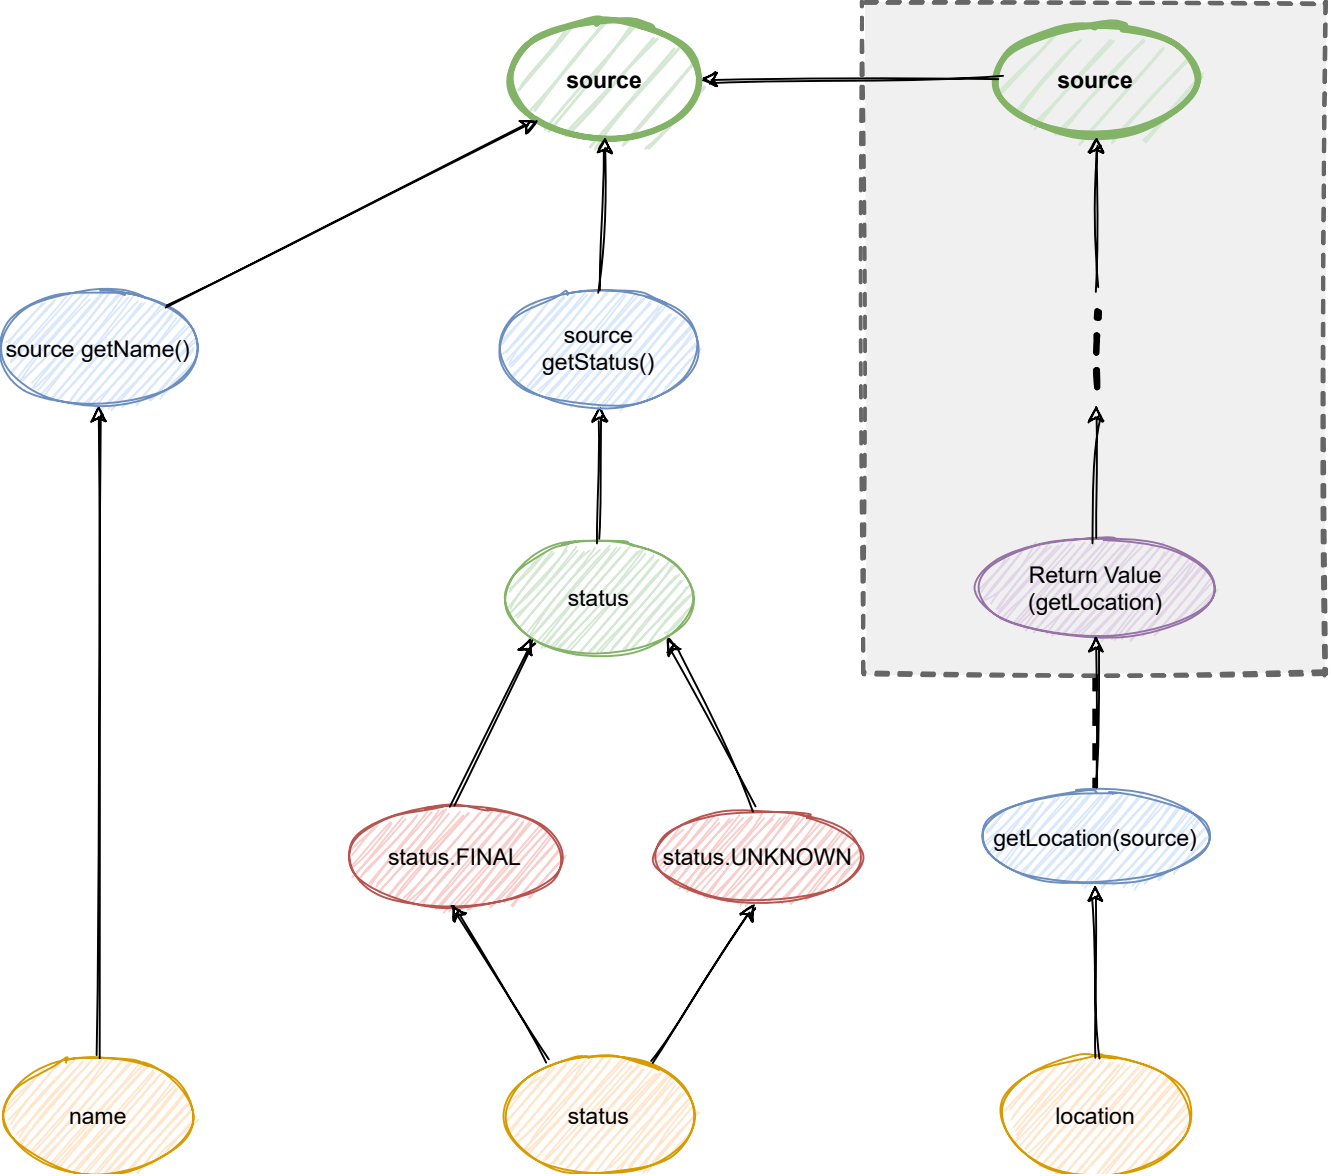 source
source
source getName()
source
getStatus()
status
Return Value
(getLocation)
status.FINAL
status.UNKNOWN
getLocation(source)
name
status
location